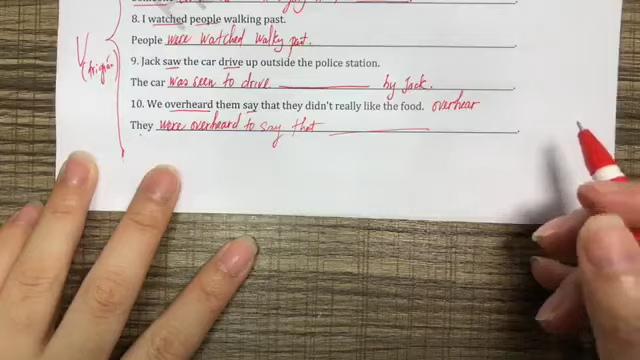 8. I watched people walking past.
People were watched walking past.
9. Jack saw the car drive up outside the police station.
The car was seen to drive by Jack.
10. We overheard them say that they didn't really like the food. overhear
They were overheard to say that